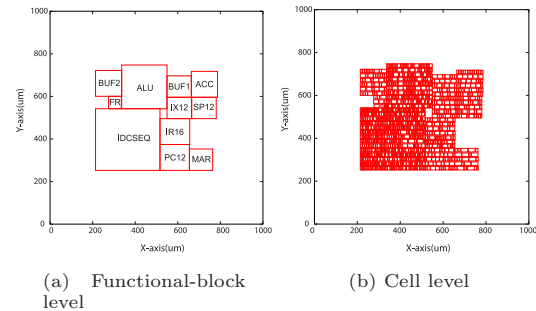 1000
800
600
400
200
0
0
200
400
600
800
1000
Y-axis(um)
X-axis(um)
BUF2
ALU
BUF1
ACC
FR
IX12
SP12
IDCSEQ
IR16
PC12
MAR
(a) Functional-block
level
1000
800
600
400
200
0
0
200
400
600
800
1000
Y-axis(um)
X-axis(um)
(b) Cell level